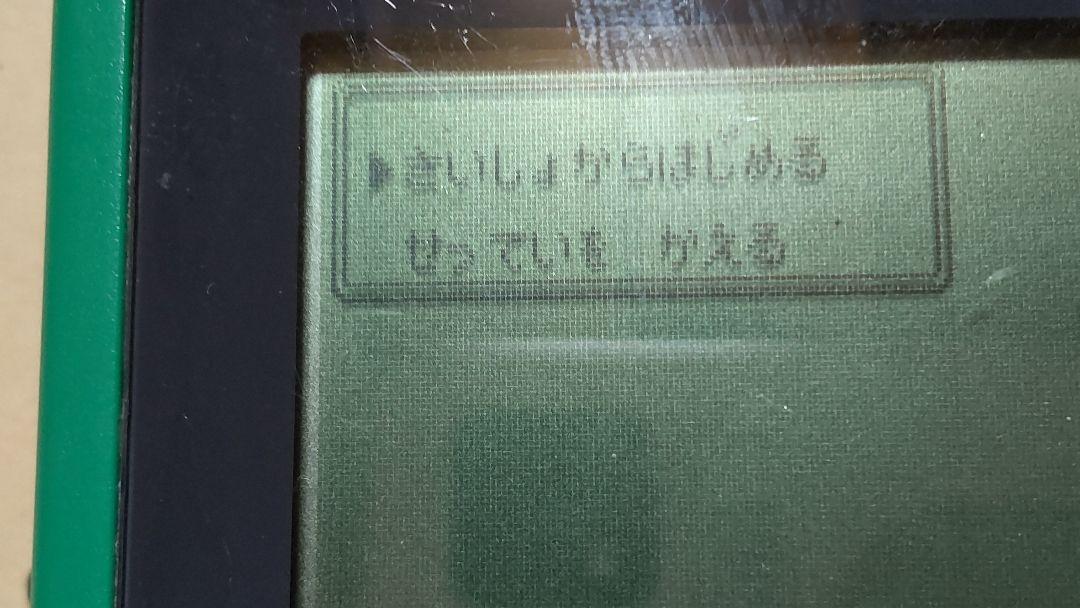 ▶さいしょからはじめる
せっていを　かえる